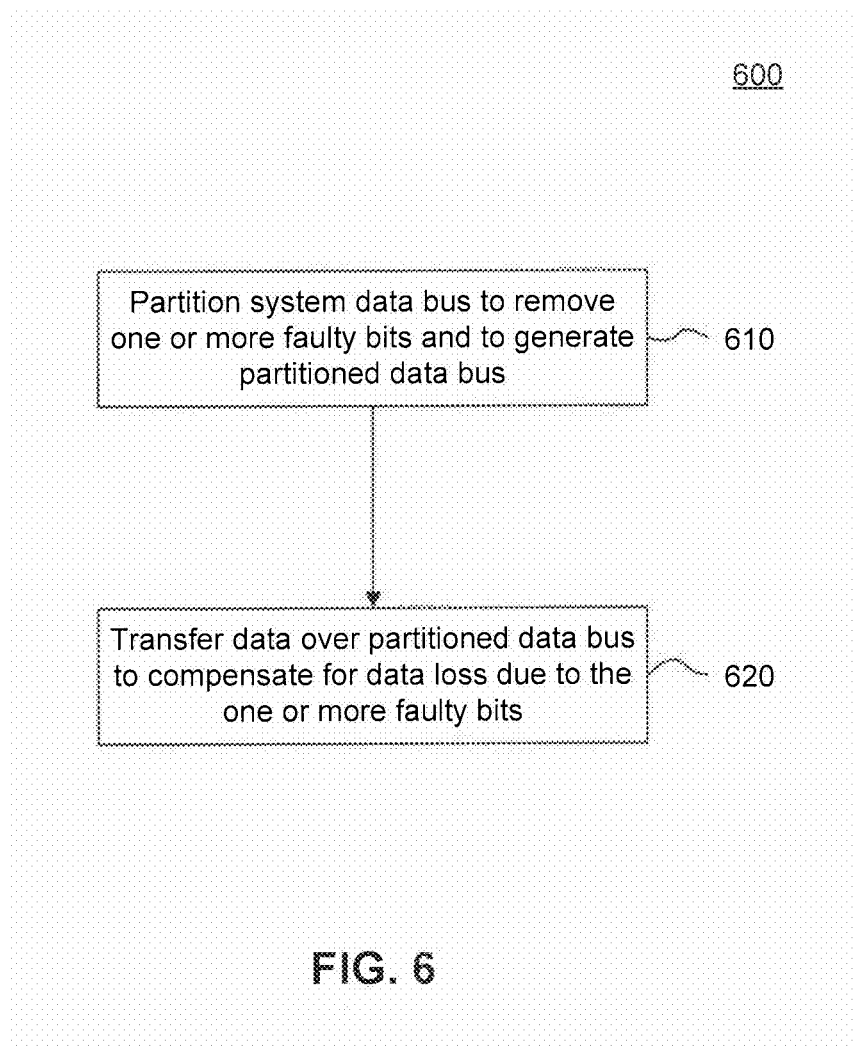 600
Partition system data bus to remove
one or more faulty bits and to generate
partitioned data bus
610
Transfer data over partitioned data bus
to compensate for data loss due to the
one or more faulty bits
620
FIG. 6